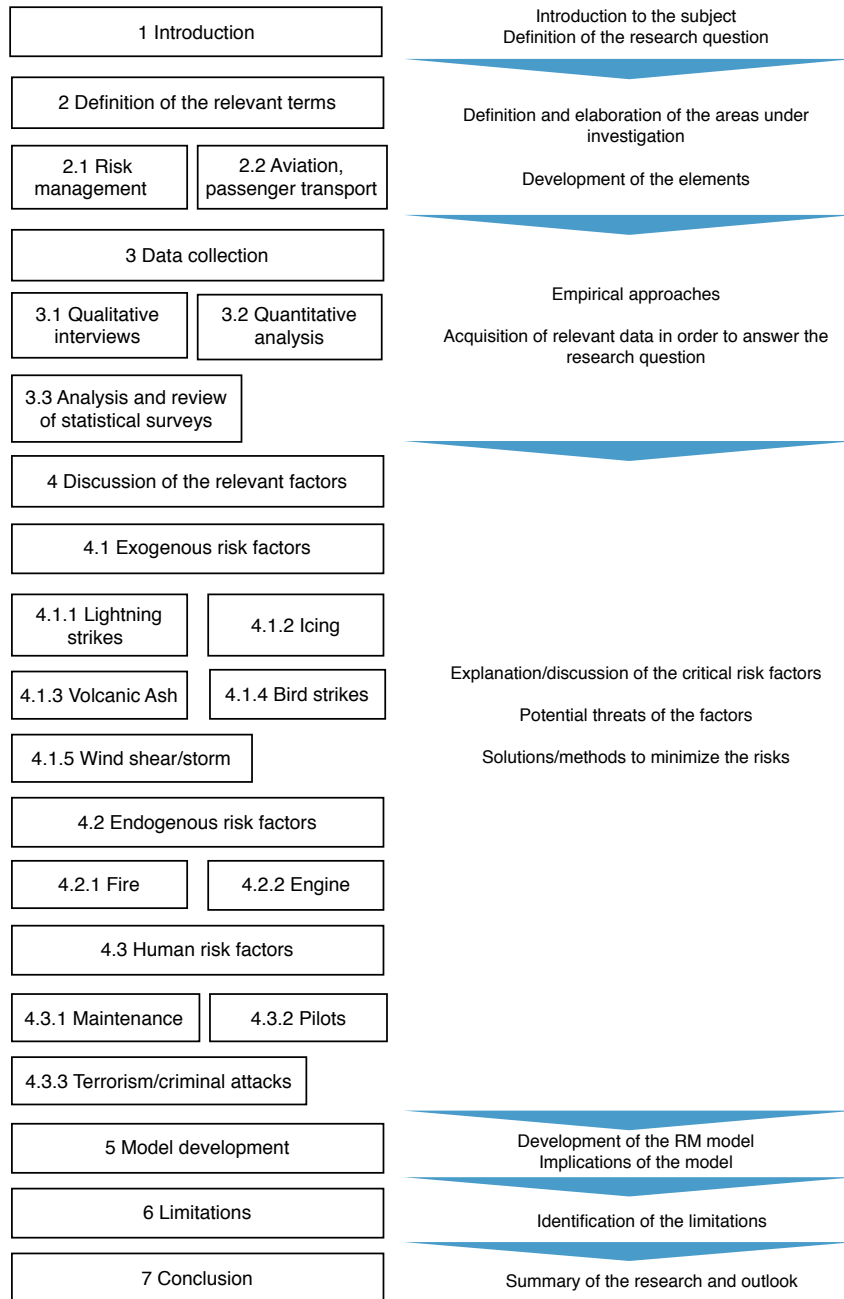 1 Introduction
Introduction to the subject
Definition of the research question
2 Definition of the relevant terms
2.1 Risk
management
2.2 Aviation,
passenger transport
Definition and elaboration of the areas under
investigation
Development of the elements
3 Data collection
3.1 Qualitative
interviews
3.2 Quantitative
analysis
3.3 Analysis and review
of statistical surveys
Empirical approaches
Acquisition of relevant data in order to answer the
research question
4 Discussion of the relevant factors
4.1 Exogenous risk factors
4.1.1 Lightning
strikes
4.1.2 Icing
4.1.3 Volcanic Ash
4.1.4 Bird strikes
4.1.5 Wind shear/storm
4.2 Endogenous risk factors
4.2.1 Fire
4.2.2 Engine
4.3 Human risk factors
4.3.1 Maintenance
4.3.2 Pilots
4.3.3 Terrorism/criminal attacks
Explanation/discussion of the critical risk factors
Potential threats of the factors
Solutions/methods to minimize the risks
5 Model development
Development of the RM model
Implications of the model
6 Limitations
Identification of the limitations
7 Conclusion
Summary of the research and outlook